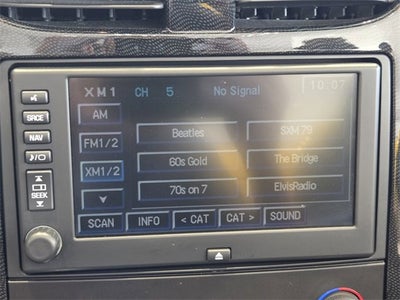 XM1 CH 5 No Signal 10:07
AM
FM1/2
XM1/2
Beatles SXM 79
60s Gold The Bridge
70s on 7 ElvisRadio
SCAN INFO < CAT CAT > SOUND
SRCE
NAV
SEEK